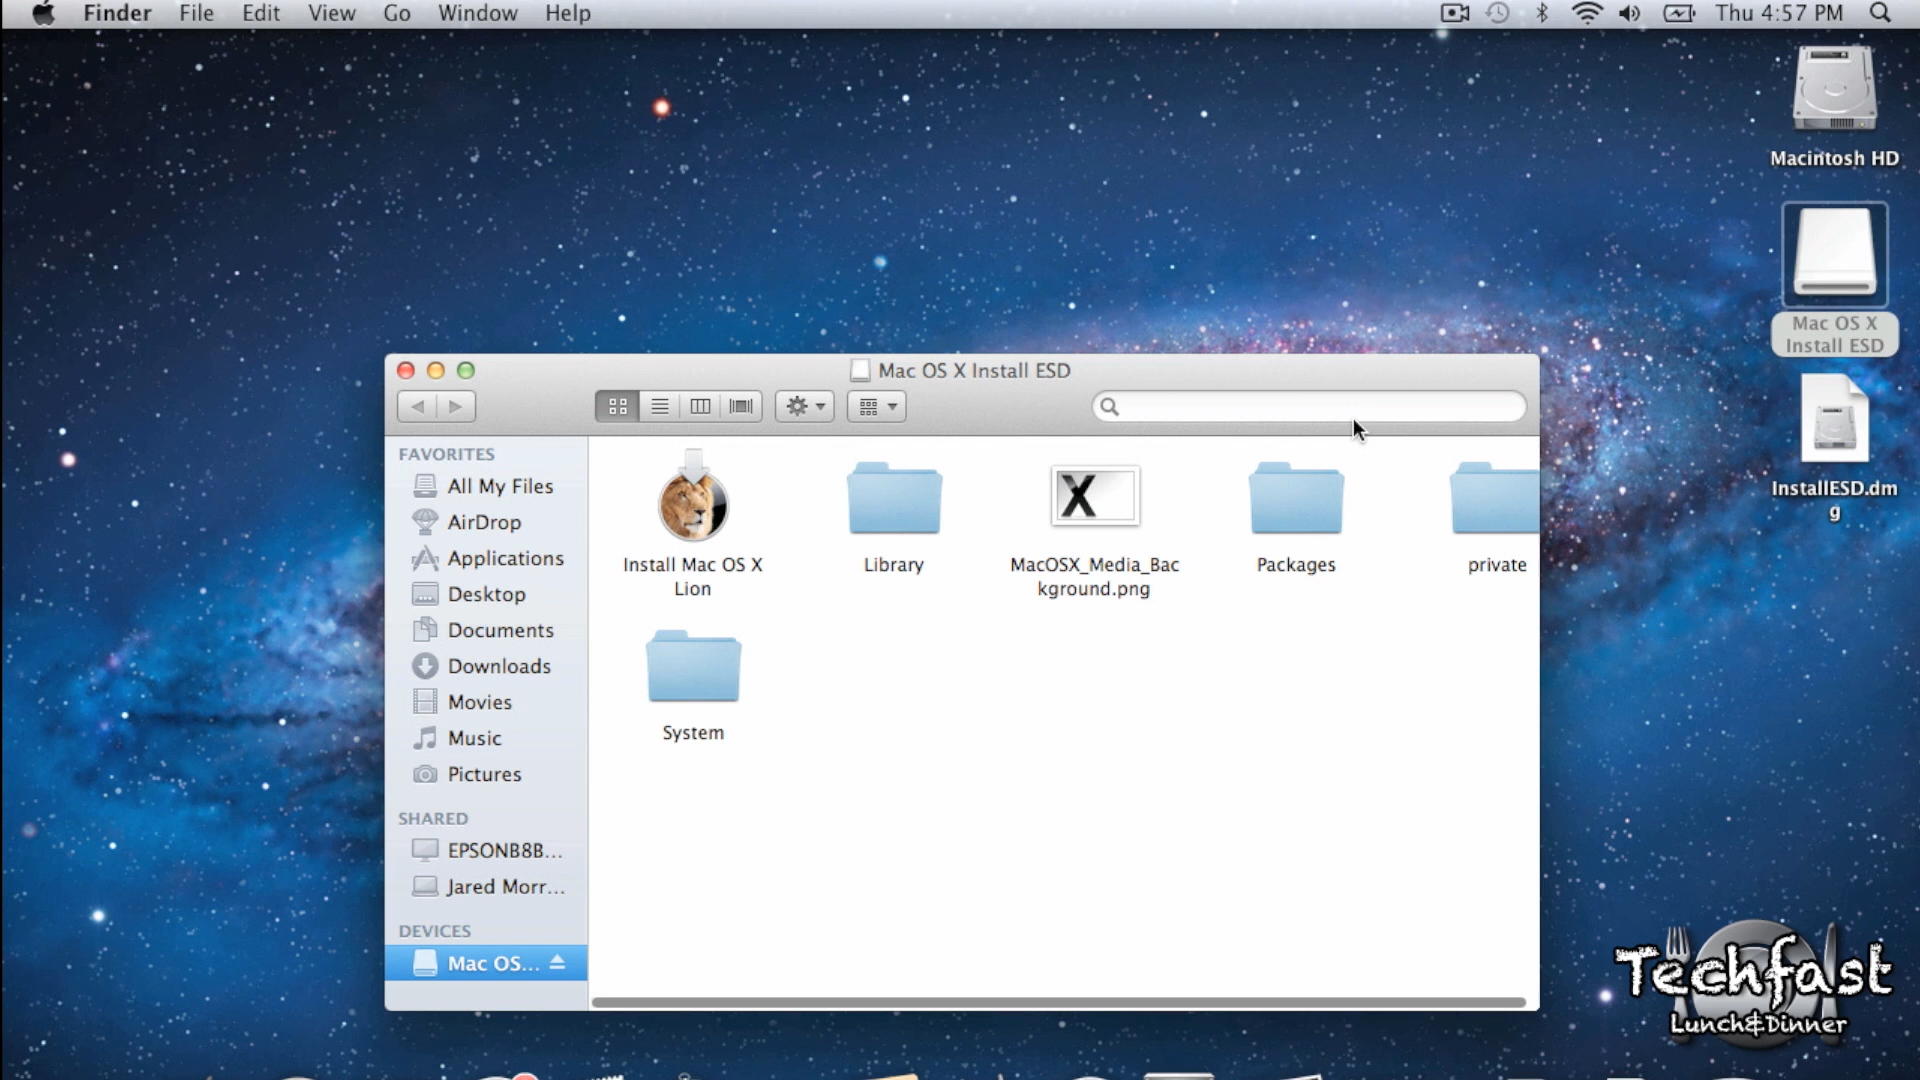 Finder File Edit View Go Window Help Thu 4:57 PM
Macintosh HD
Mac OS X
Install ESD
InstallESD.dm
g
Mac OS X Install ESD
FAVORITES
All My Files
AirDrop
Applications
Desktop
Documents
Downloads
Movies
Music
Pictures
SHARED
EPSONB8B...
Jared Morr...
DEVICES
Mac OS...
Install Mac OS X
Lion
Library
X
MacOSX_Media_Bac
kground.png
Packages
private
System
Techfast
Lunch&Dinner